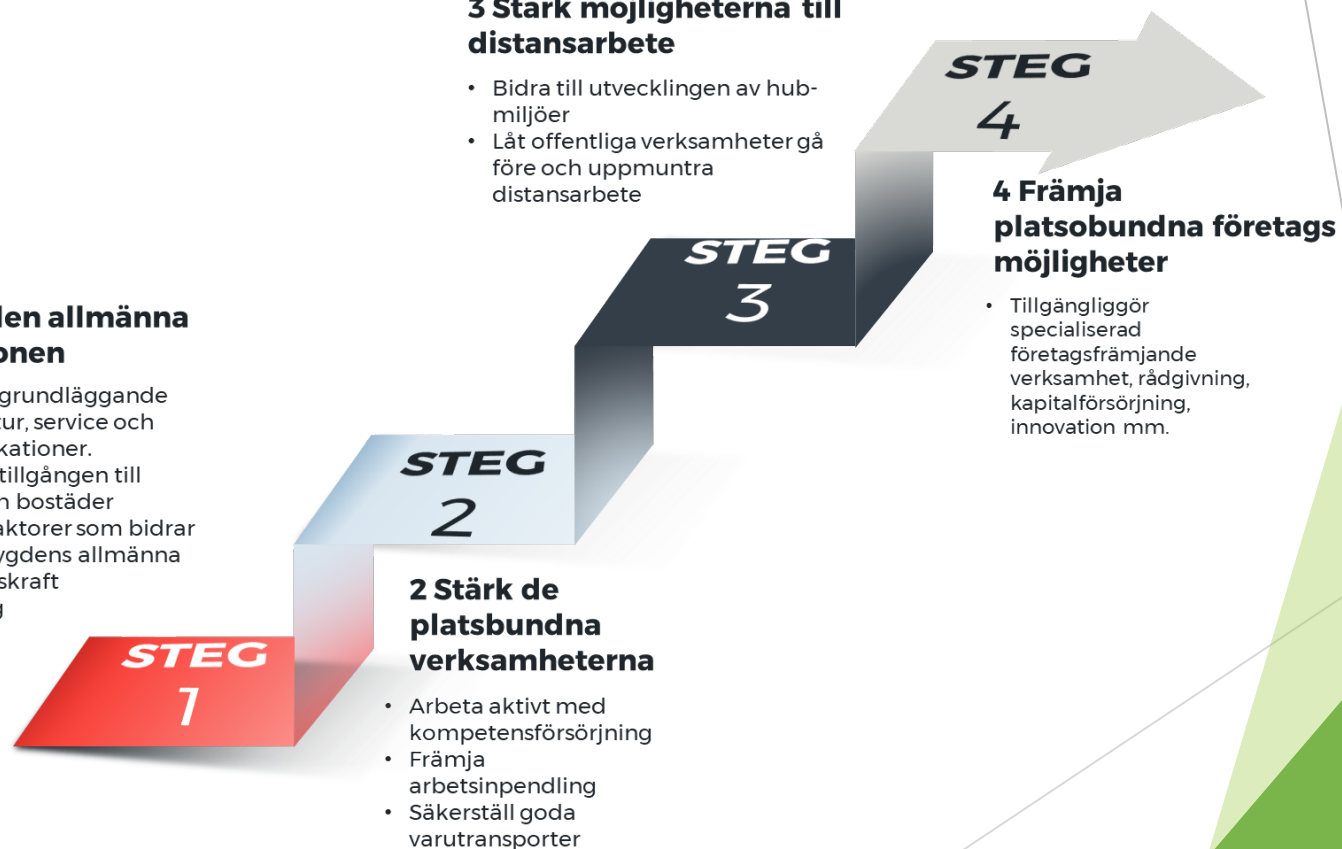 3 Stärk möjligheterna till
distansarbete
• Bidra till utvecklingen av hub-
miljöer
• Låt offentliga verksamheter gå
före och uppmuntra
distansarbete
STEG
4
4 Främja
platsobundna företags
möjligheter
• Tillgängliggör
specialiserad
företagsfrämjande
verksamhet, rådgivning,
kapitalförsörjning,
innovation mm.
STEG
3
allmänna
onen
grundläggande
tur, service och
kationer.
tillgången till
bostäder
aktorer som bidrar
ygdens allmänna
skraft
g
STEG
2
2 Stärk de
platsbundna
verksamheterna
• Arbeta aktivt med
kompetensförsörjning
• Främja
arbetsinpendling
• Säkerställ goda
varutransporter
STEG
1